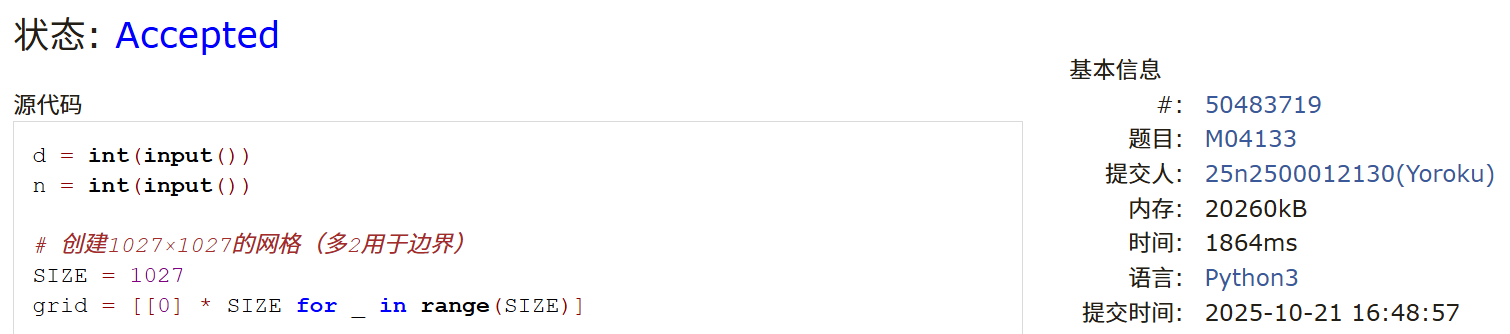 状态: Accepted
源代码
d = int(input())
n = int(input())
# 创建1027×1027的网格（多2用于边界）
SIZE = 1027
grid = [[0] * SIZE for _ in range(SIZE)]
基本信息
#: 50483719
题目: M04133
提交人: 25n2500012130(Yoroku)
内存: 20260kB
时间: 1864ms
语言: Python3
提交时间: 2025-10-21 16:48:57